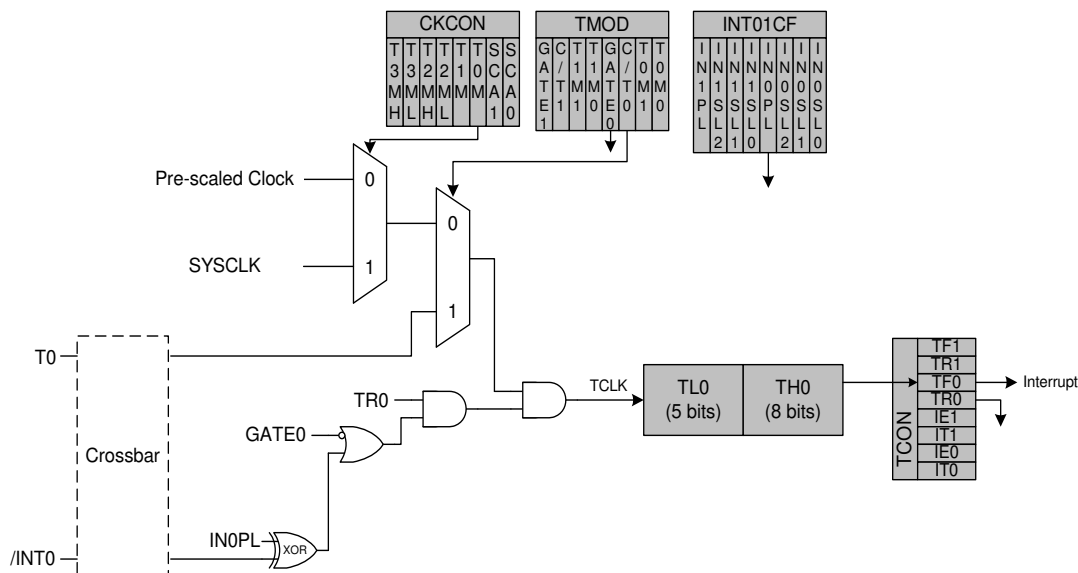 CKCON
T3MH
T3ML
T2MH
T2ML
T1M
T0M
SCA1
SCA0
TMOD
GATE1
C/T1
T1M1
T1M0
GATE0
C/T0
T0M1
T0M0
INT01CF
IN1PL
IN1SL2
IN1SL1
IN1SL0
IN0PL
IN0SL2
IN0SL1
IN0SL0
Pre-scaled Clock
0
SYSCLK
1
0
1
T0
Crossbar
/INT0
TR0
GATE0
IN0PL
XOR
TCLK
TL0
(5 bits)
TH0
(8 bits)
TCON
TF1
TR1
TF0
TR0
IE1
IT1
IE0
IT0
Interrupt